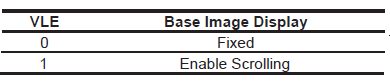 VLE Base Image Display
0 Fixed
1 Enable Scrolling